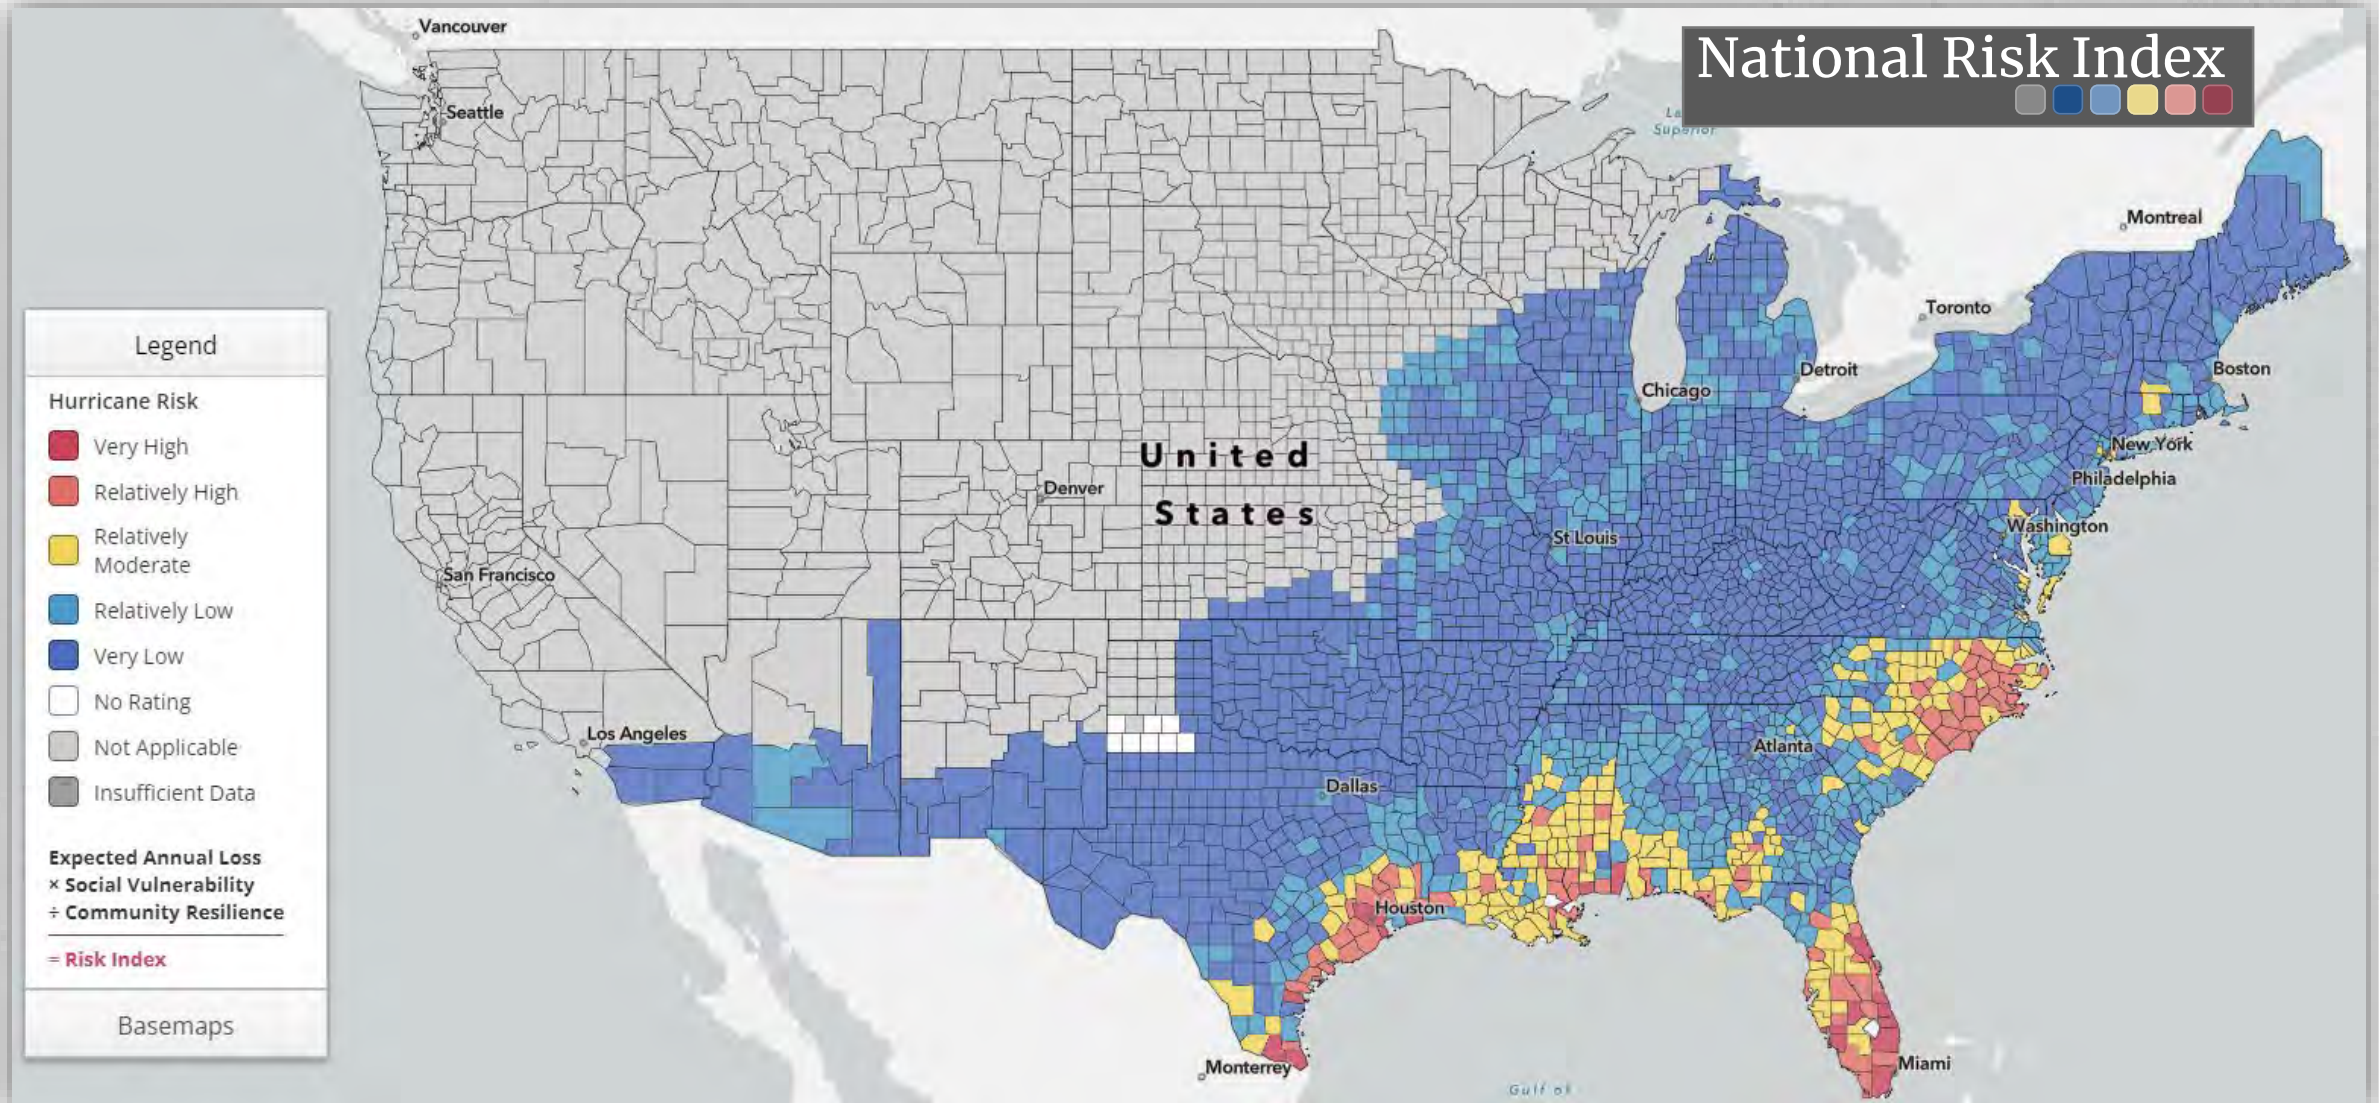 Vancouver
National Risk Index
Seattle
Superior
Montreal
Toronto
Legend
Boston
Detroit
Chicago
Hurricane Risk
Very High
Relatively High
Relatively
Moderate
Relatively Low
Very Low
No Rating
Not Applicable
Insufficient Data
Expected Annual Loss
× Social Vulnerability
÷ Community Resilience
= Risk Index
Basemaps
New York
United
States
Philadelphia
Denver
Washington
St Louis
San Francisco
Los Angeles
Atlanta
Dallas
Houston
Monterrey
Miami
Gulf of